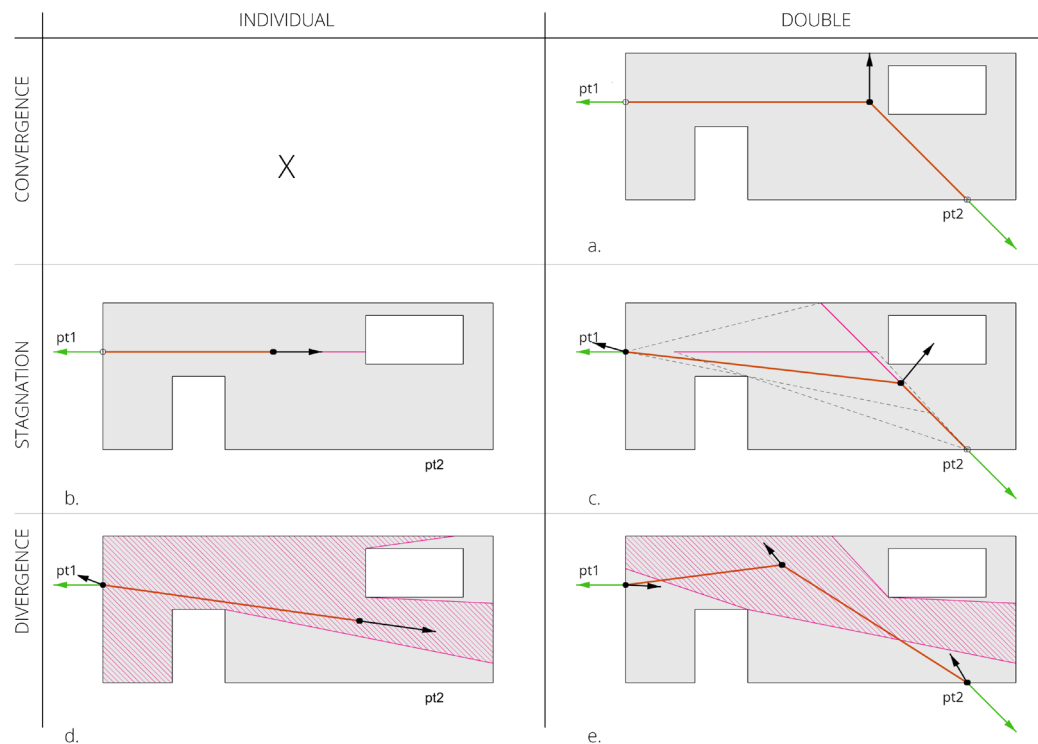 INDIVIDUAL
DOUBLE
CONVERGENCE
X
pt1
pt2
a.
STAGNATION
pt1
pt2
b.
pt1
pt2
c.
DIVERGENCE
pt1
pt2
d.
pt1
pt2
e.